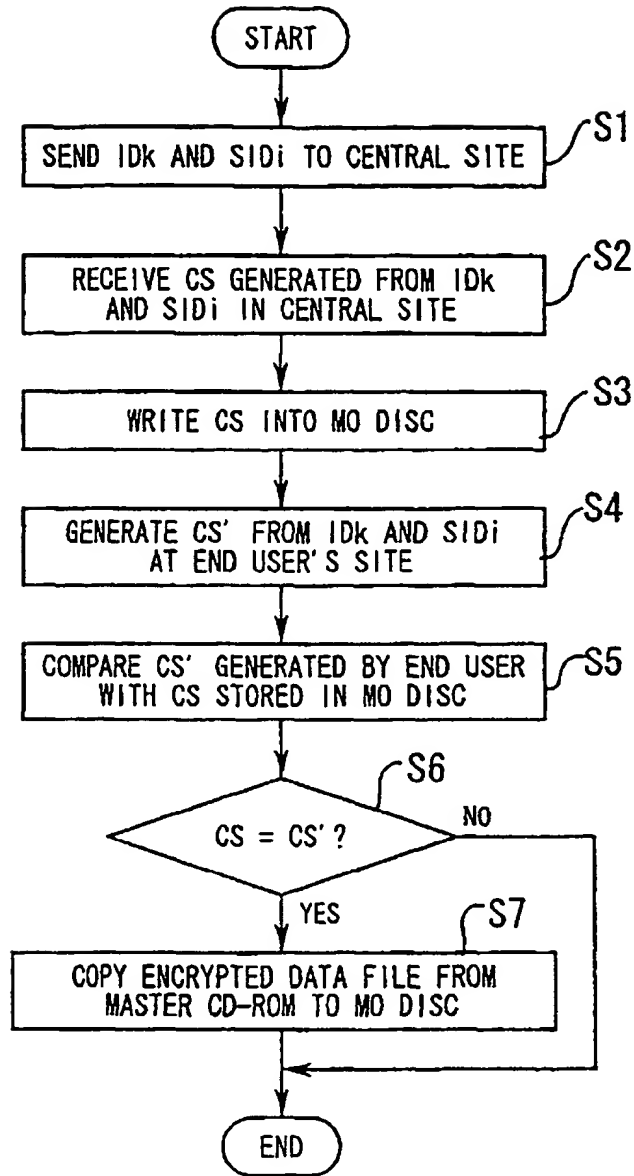 START
S1
SEND IDk AND SIDi TO CENTRAL SITE
S2
RECEIVE CS GENERATED FROM IDk
AND SIDi IN CENTRAL SITE
S3
WRITE CS INTO MO DISC
S4
GENERATE CS' FROM IDk AND SIDi
AT END USER'S SITE
S5
COMPARE CS' GENERATED BY END USER
WITH CS STORED IN MO DISC
S6
CS = CS'?
NO
YES
S7
COPY ENCRYPTED DATA FILE FROM
MASTER CD-ROM TO MO DISC
END